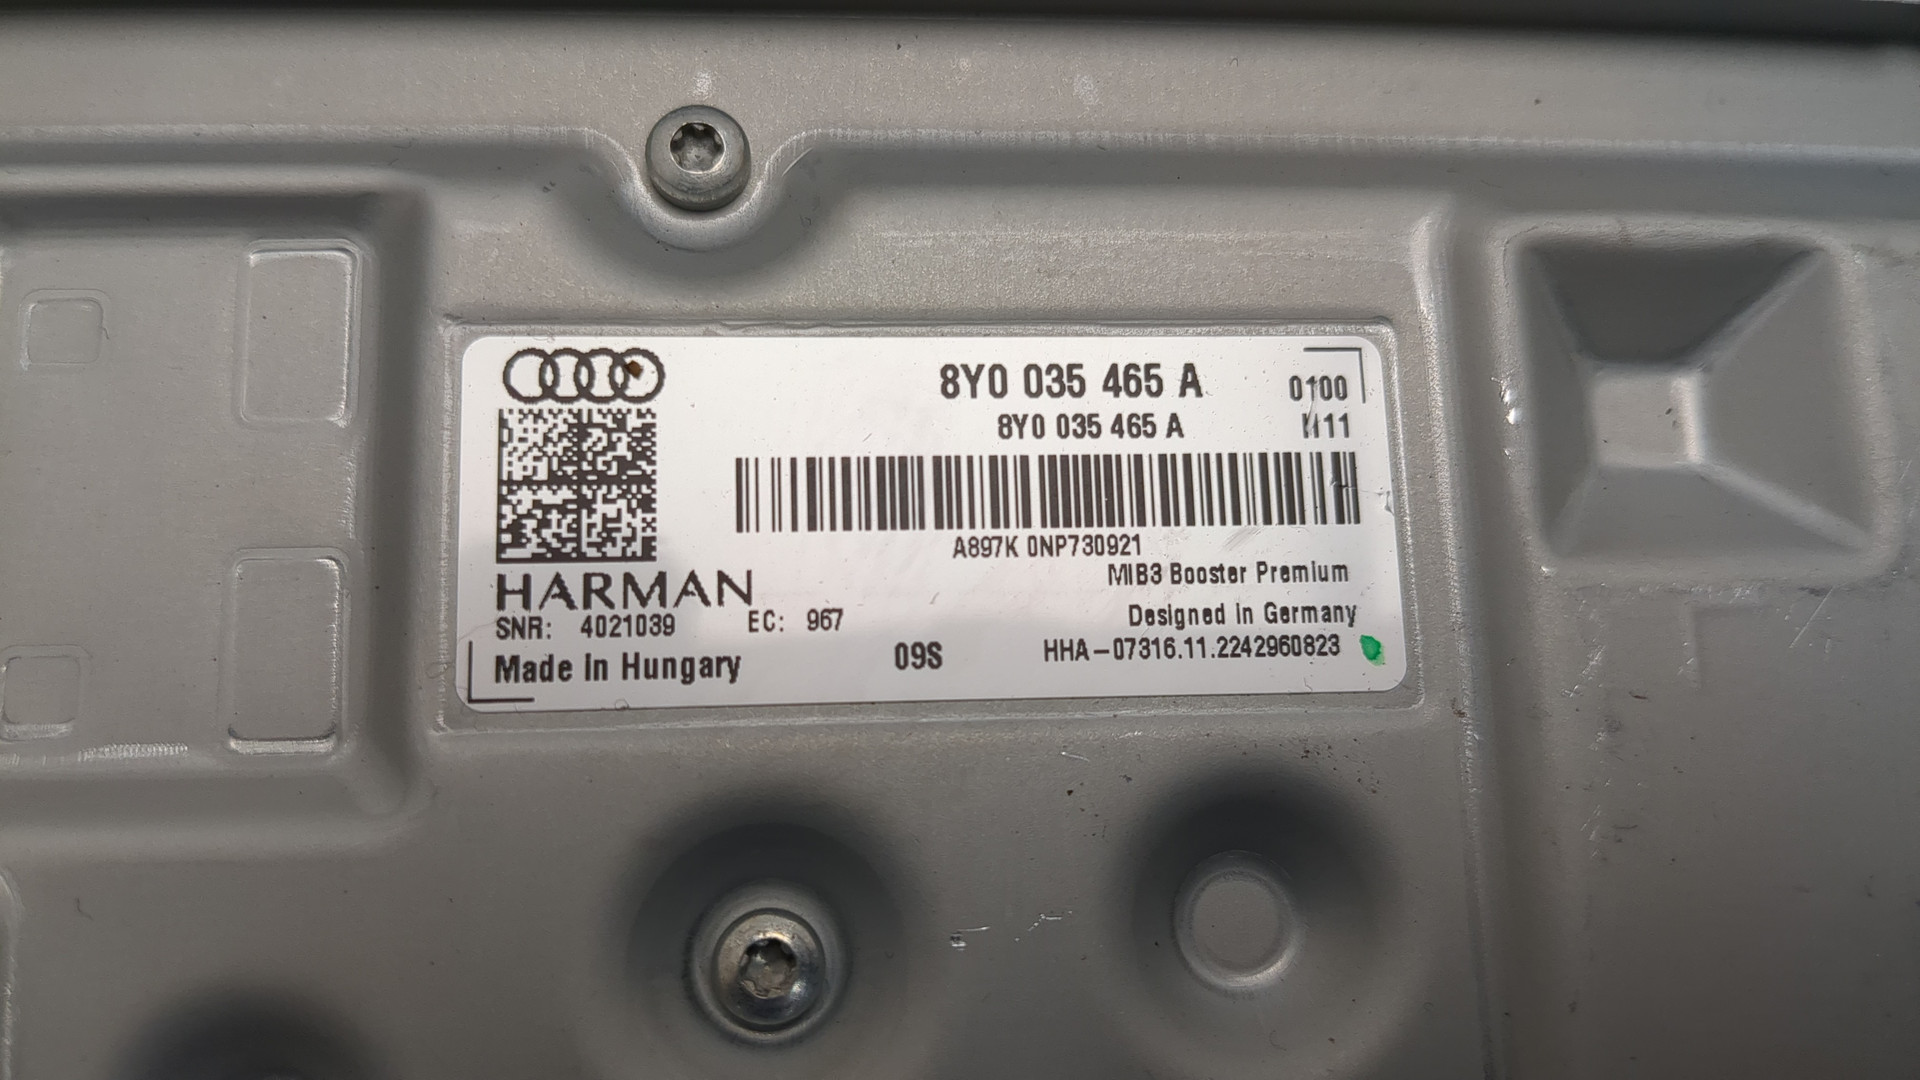 8Y0 035 465 A 0100
8Y0 035 465 A H11
A897K 0NP730921
MIB3 Booster Premium
HARMAN
SNR: 4021039 EC: 967
Designed in Germany
Made in Hungary 09S HHA-07316.11.2242960823